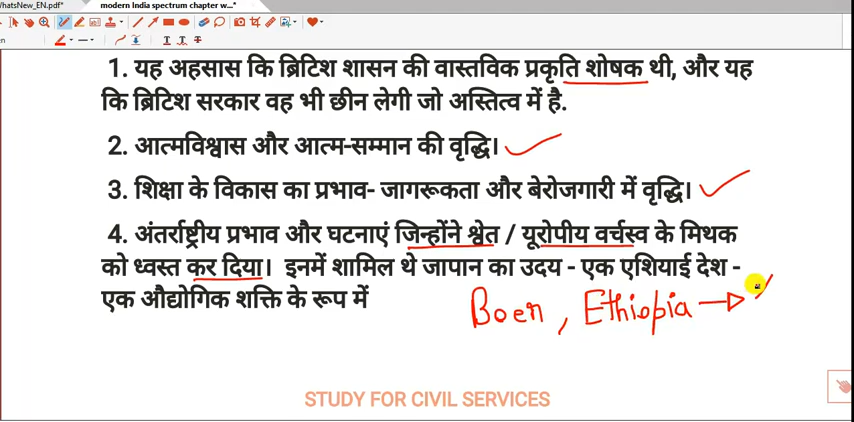 hatsNew_EN.pdf*
modern India spectrum chapter w...*
1. यह अहसास कि ब्रिटिश शासन की वास्तविक प्रकृति शोषक थी, और यह
कि ब्रिटिश सरकार वह भी छीन लेगी जो अस्तित्व में है.
2. आत्मविश्वास और आत्म-सम्मान की वृद्धि।
3. शिक्षा के विकास का प्रभाव- जागरूकता और बेरोजगारी में वृद्धि।
4. अंतर्राष्ट्रीय प्रभाव और घटनाएं जिन्होंने श्वेत / यूरोपीय वर्चस्व के मिथक
को ध्वस्त कर दिया। इनमें शामिल थे जापान का उदय - एक एशियाई देश -
एक औद्योगिक शक्ति के रूप में
Boer, Ethiopia
STUDY FOR CIVIL SERVICES